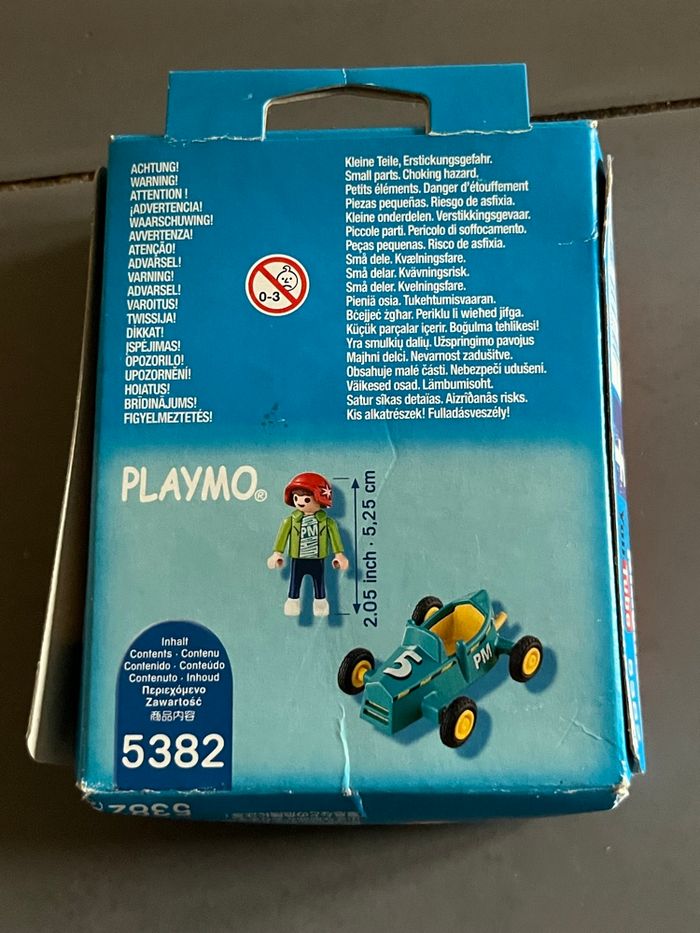 ACHTUNG!
WARNING!
ATTENTION !
¡ADVERTENCIA!
WAARSCHUWING!
AVVERTENZA!
ATENÇÃO!
ADVARSEL!
VARNING!
ADVARSEL!
VAROITUS!
TWISSIJA!
DİKKAT!
ĮSPĖJIMAS!
OPOZORILO!
UPOZORNĚNÍ!
HOIATUS!
BRĪDINĀJUMS!
FIGYELMEZTETÉS!
Kleine Teile, Erstickungsgefahr.
Small parts. Choking hazard.
Petits éléments. Danger d'étouffement
Piezas pequeñas. Riesgo de asfixia.
Kleine onderdelen. Verstikkingsgevaar.
Piccole parti. Pericolo di soffocamento.
Peças pequenas. Risco de asfixia.
Små dele. Kvælningsfare.
Små delar. Kvävningsrisk.
Små deler. Kvelningsfare.
Pieniä osia. Tukehtumisvaaran.
Bċejjeċ żgħar. Periklu li wieħed jifga.
Küçük parçalar içerir. Boğulma tehlikesi!
Yra smulkių dalių. Užspringimo pavojus
Majhni delci. Nevarnost zadušitve.
Obsahuje malé části. Nebezpečí udušení.
Väikesed osad. Lämbumisoht.
Satur sīkas detaïas. Aizrīðanâs risks.
Kis alkatrészek! Fulladásveszély!
0-3
PLAYMO®
PM
2.05 inch · 5,25 cm
5
PM
Inhalt
Contents · Contenu
Contenido · Conteúdo
Contenuto · Inhoud
Περιεχόμενο
Zawartość
商品内容
5382
5382